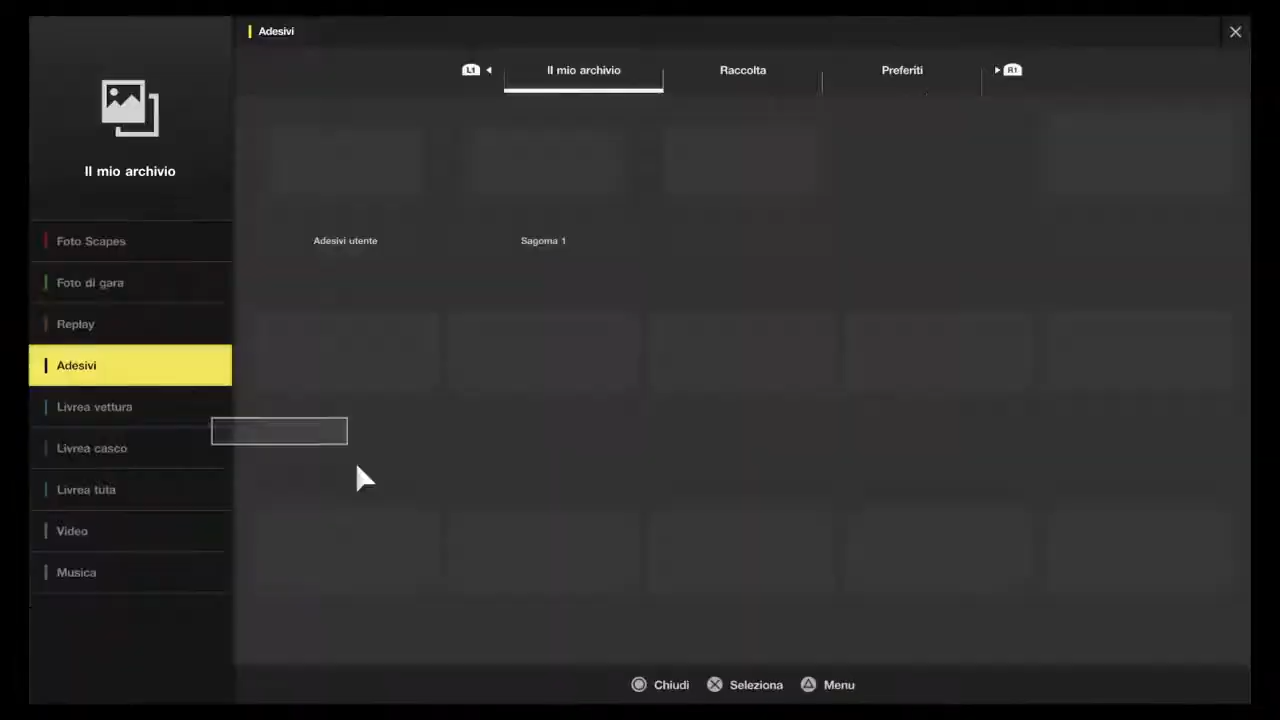 Adesivi
L1
Il mio archivio
Raccolta
Preferiti
R1
Il mio archivio
Foto Scapes
Foto di gara
Replay
Adesivi
Livrea vettura
Livrea casco
Livrea tuta
Video
Musica
Adesivi utente
Sagoma 1
Chiudi
Seleziona
Menu